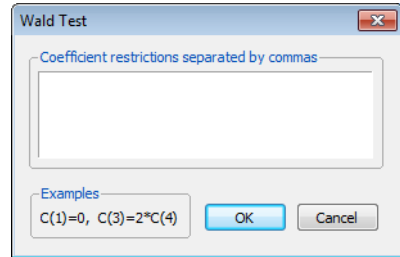 Wald Test
Coefficient restrictions separated by commas
Examples
C(1)=0, C(3)=2*C(4)
OK
Cancel